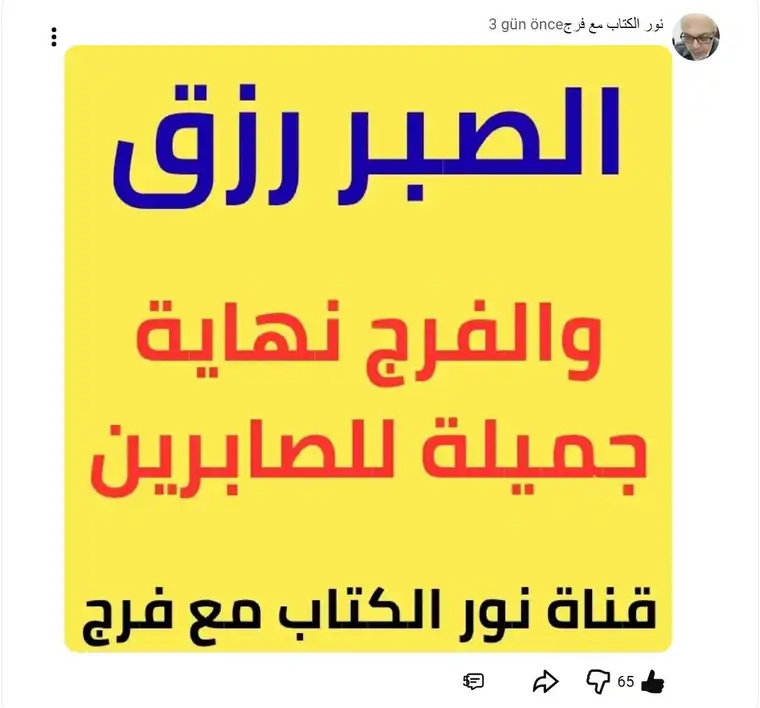 نور الكتاب مع فرج 3 gün önce
الصبر رزق
والفرج نهاية
جميلة للصابرين
قناة نور الكتاب مع فرج
65
5